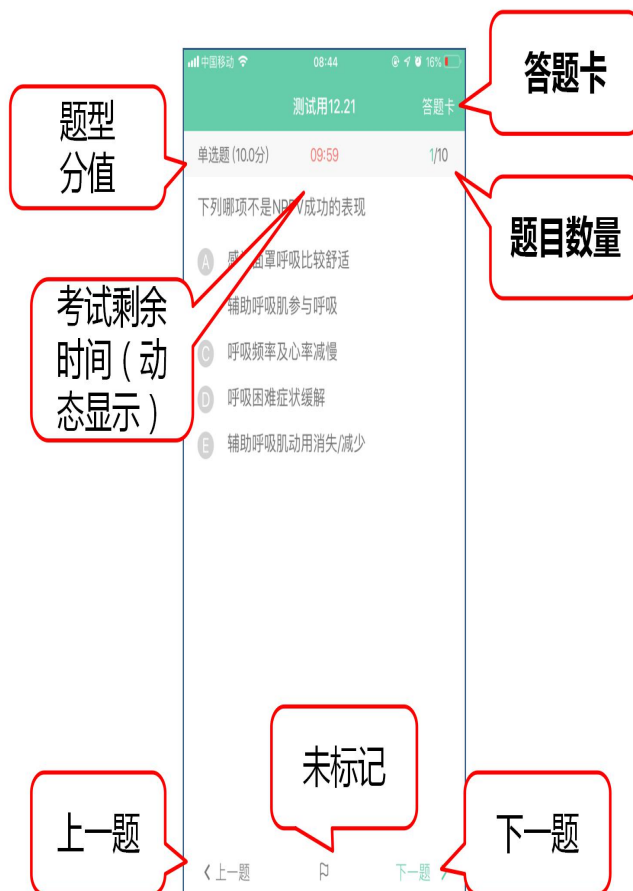 中国移动 08:44 16%
测试用12.21 答题卡
答题卡
题型
分值
单选题 (10.0分) 09:59 1/10
题目数量
下列哪项不是NPPV成功的表现
A 感 面罩呼吸比较舒适
辅助呼吸肌参与呼吸
C 呼吸频率及心率减慢
D 呼吸困难症状缓解
E 辅助呼吸肌动用消失/减少
考试剩余
时间（动
态显示）
未标记
上一题
下一题
上一题 下一题